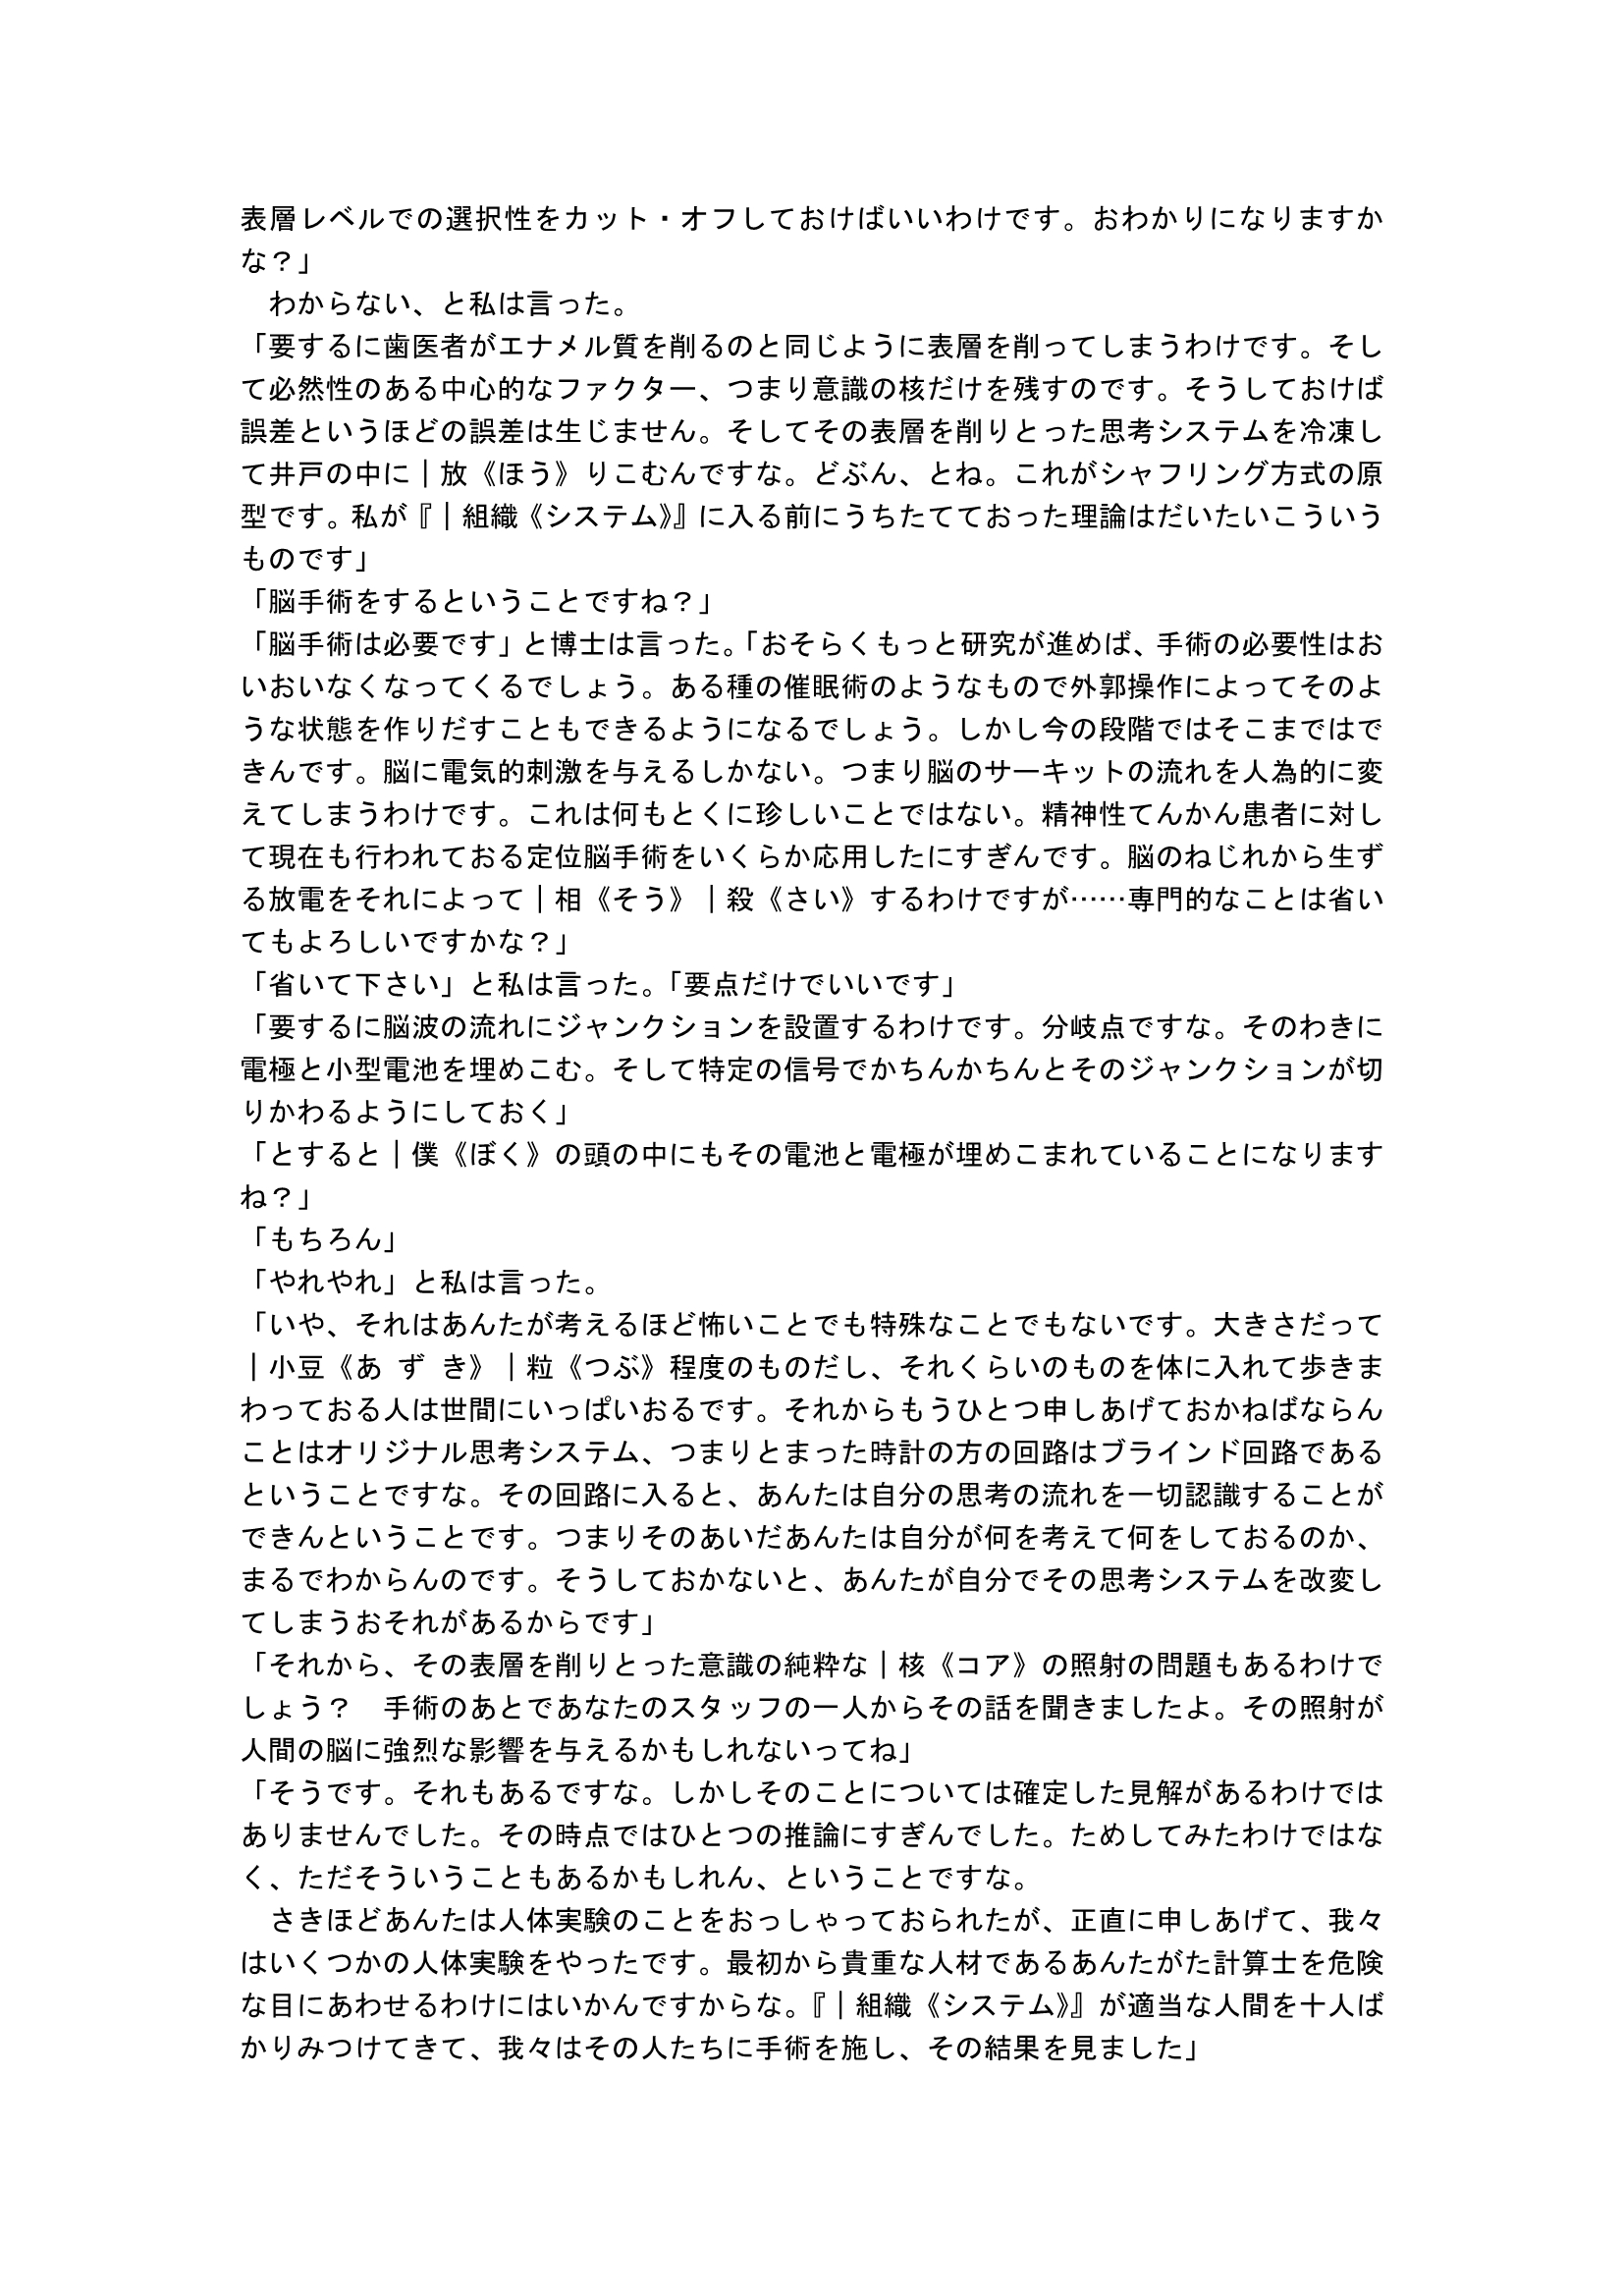 表層レベルでの選択性をカット・オフしておけばいいわけです。おわかりになりますか
な？」
　わからない、と私は言った。
「要するに歯医者がエナメル質を削るのと同じように表層を削ってしまうわけです。そし
て必然性のある中心的なファクター、つまり意識の核だけを残すのです。そうしておけば
誤差というほどの誤差は生じません。そしてその表層を削りとった思考システムを冷凍し
て井戸の中に｜放《ほう》りこむんですな。どぶん、とね。これがシャフリング方式の原
型です。私が『｜組織《システム》』に入る前にうちたてておった理論はだいたいこういう
ものです」
「脳手術をするということですね？」
「脳手術は必要です」と博士は言った。「おそらくもっと研究が進めば、手術の必要性はお
いおいなくなってくるでしょう。ある種の催眠術のようなもので外郭操作によってそのよ
うな状態を作りだすこともできるようになるでしょう。しかし今の段階ではそこまではで
きんです。脳に電気的刺激を与えるしかない。つまり脳のサーキットの流れを人為的に変
えてしまうわけです。これは何もとくに珍しいことではない。精神性てんかん患者に対し
て現在も行われておる定位脳手術をいくらか応用したにすぎんです。脳のねじれから生ず
る放電をそれによって｜相《そう》｜殺《さい》するわけですが……専門的なことは省い
てもよろしいですかな？」
「省いて下さい」と私は言った。「要点だけでいいです」
「要するに脳波の流れにジャンクションを設置するわけです。分岐点ですな。そのわきに
電極と小型電池を埋めこむ。そして特定の信号でかちんかちんとそのジャンクションが切
りかわるようにしておく」
「とすると｜僕《ぼく》の頭の中にもその電池と電極が埋めこまれていることになります
ね？」
「もちろん」
「やれやれ」と私は言った。
「いや、それはあんたが考えるほど怖いことでも特殊なことでもないです。大きさだって
｜小豆《あ ず き》｜粒《つぶ》程度のものだし、それくらいのものを体に入れて歩きま
わっておる人は世間にいっぱいおるです。それからもうひとつ申しあげておかねばならん
ことはオリジナル思考システム、つまりとまった時計の方の回路はブラインド回路である
ということですな。その回路に入ると、あんたは自分の思考の流れを一切認識することが
できんということです。つまりそのあいだあんたは自分が何を考えて何をしておるのか、
まるでわからんのです。そうしておかないと、あんたが自分でその思考システムを改変し
てしまうおそれがあるからです」
「それから、その表層を削りとった意識の純粋な｜核《コア》の照射の問題もあるわけで
しょう？　手術のあとであなたのスタッフの一人からその話を聞きましたよ。その照射が
人間の脳に強烈な影響を与えるかもしれないってね」
「そうです。それもあるですな。しかしそのことについては確定した見解があるわけでは
ありませんでした。その時点ではひとつの推論にすぎんでした。ためしてみたわけではな
く、ただそういうこともあるかもしれん、ということですな。
　さきほどあんたは人体実験のことをおっしゃっておられたが、正直に申しあげて、我々
はいくつかの人体実験をやったです。最初から貴重な人材であるあんたがた計算士を危険
な目にあわせるわけにはいかんですからな。『｜組織《システム》』が適当な人間を十人ば
かりみつけてきて、我々はその人たちに手術を施し、その結果を見ました」